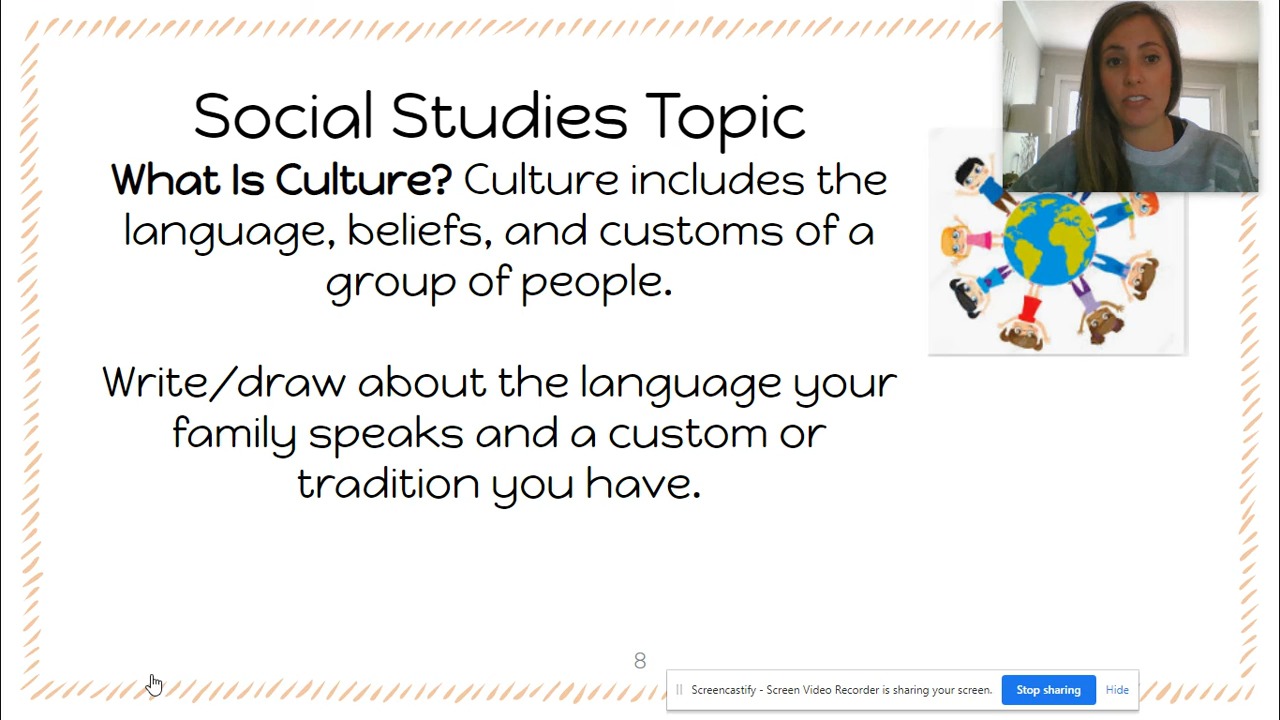 Social Studies Topic
What Is Culture? Culture includes the
language, beliefs, and customs of a
group of people.
Write/draw about the language your
family speaks and a custom or
tradition you have.
8
Screencastify - Screen Video Recorder is sharing your screen. Stop sharing Hide